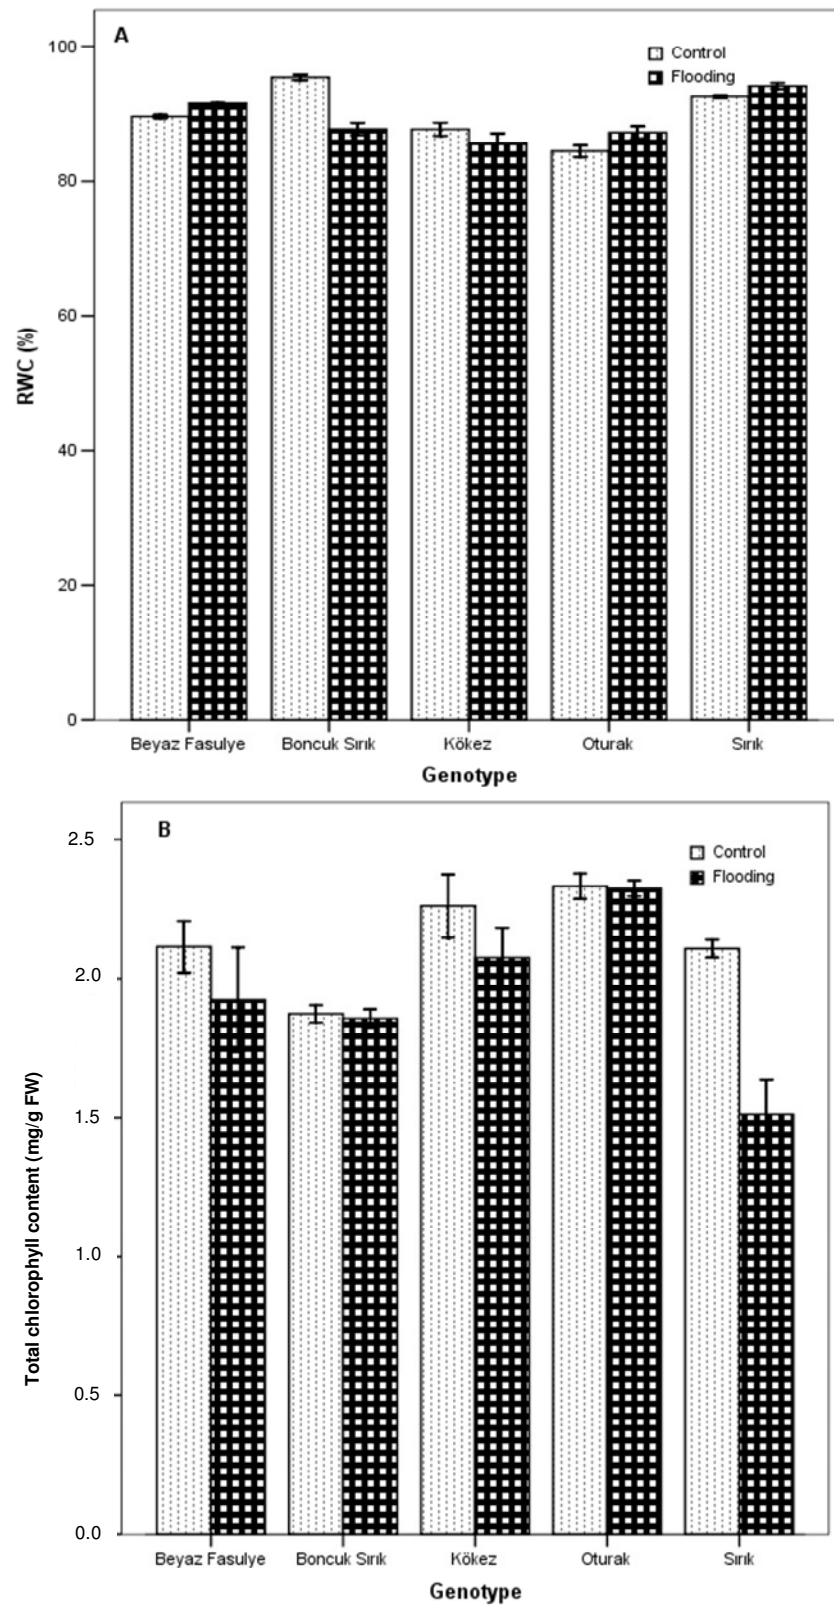 A
Control
Flooding
100
80
60
40
20
0
RWC (%)
Beyaz Fasulye Boncuk Sırık Kökez Oturak Sırık
Genotype
B
Control
Flooding
2.5
2.0
1.5
1.0
0.5
0.0
Total chlorophyll content (mg/g FW)
Beyaz Fasulye Boncuk Sırık Kökez Oturak Sırık
Genotype